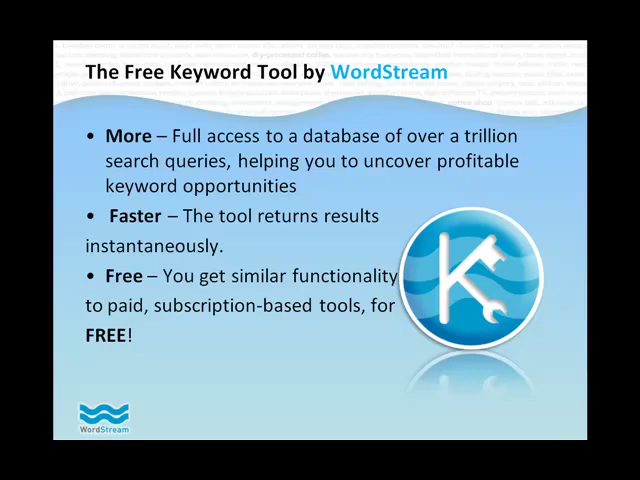 The Free Keyword Tool by WordStream
• More – Full access to a database of over a trillion
search queries, helping you to uncover profitable
keyword opportunities
• Faster – The tool returns results
instantaneously.
• Free – You get similar functionality
to paid, subscription-based tools, for
FREE!
WordStream